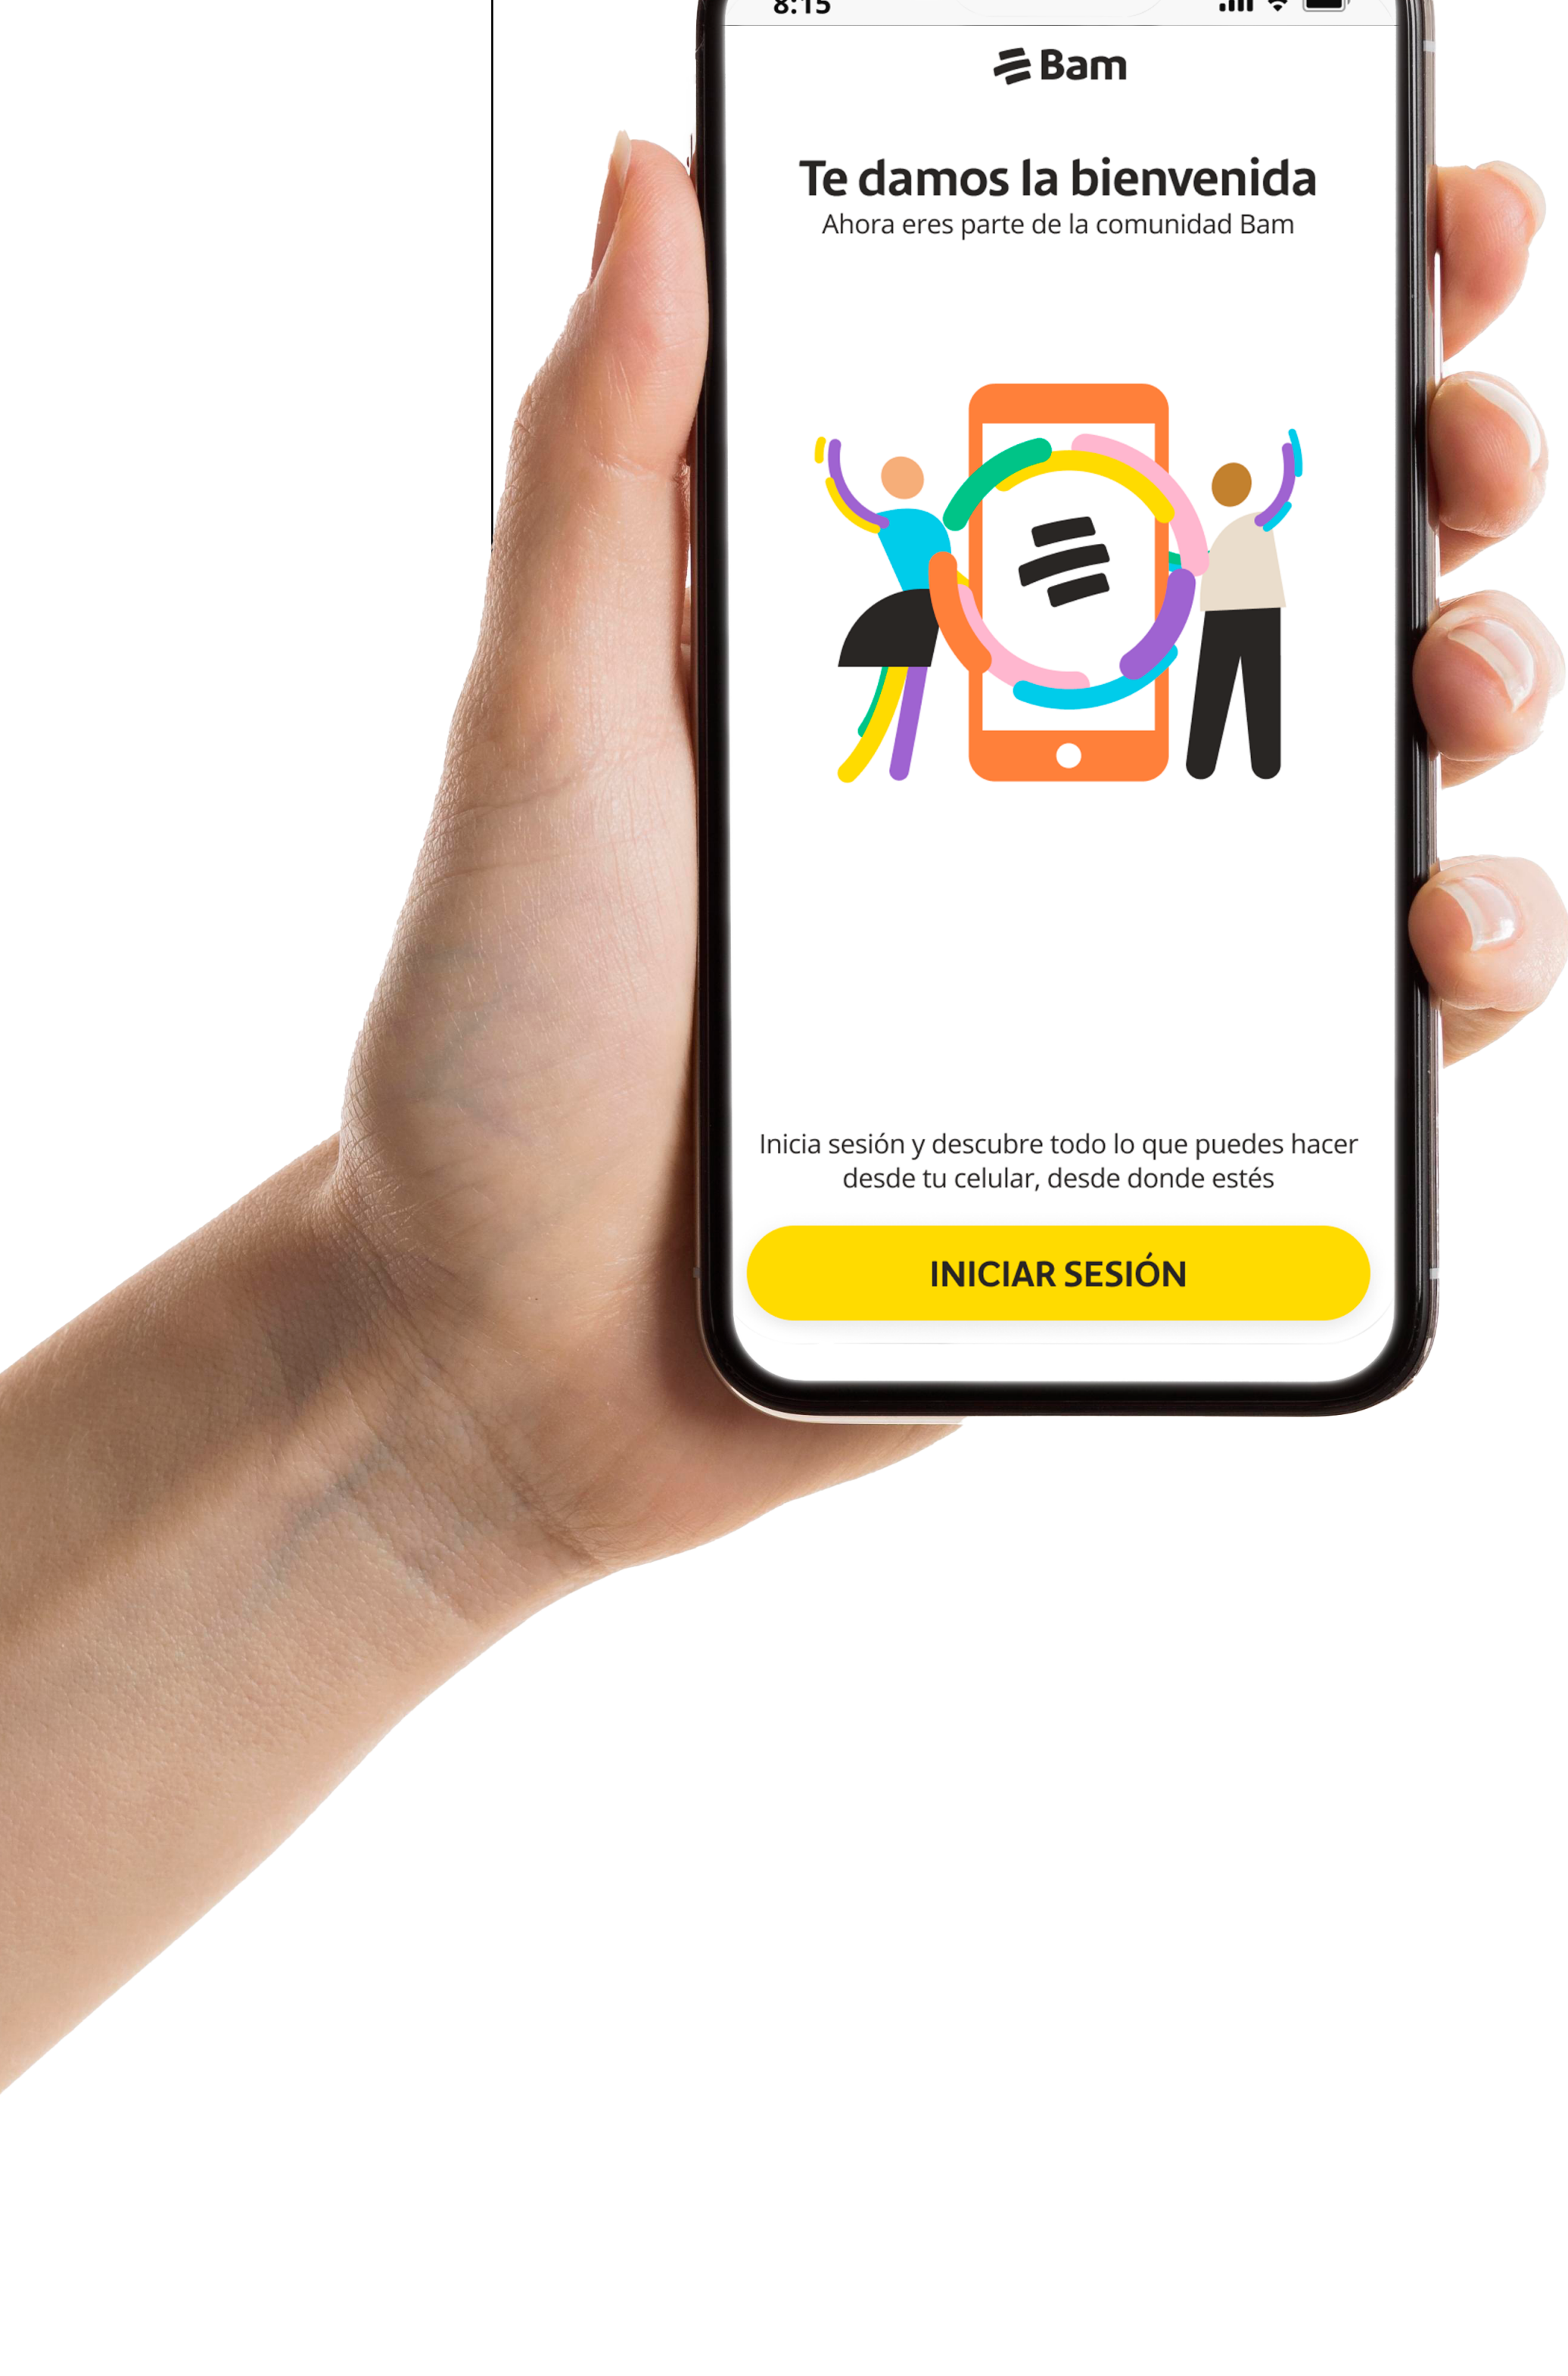 8:15
Bam
Te damos la bienvenida
Ahora eres parte de la comunidad Bam
Inicia sesión y descubre todo lo que puedes hacer
desde tu celular, desde donde estés
INICIAR SESIÓN